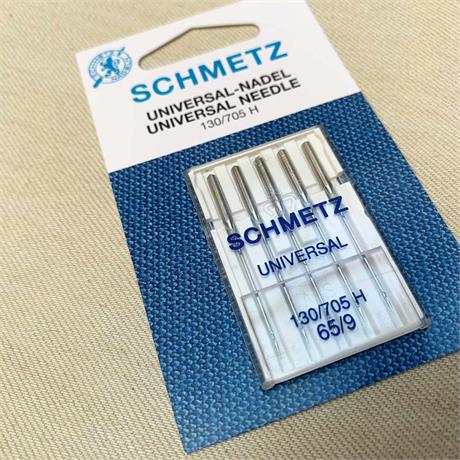 SCHMETZ
UNIVERSAL-NADEL
UNIVERSAL NEEDLE
130/705 H
SCHMETZ
UNIVERSAL
130/705 H
65/9